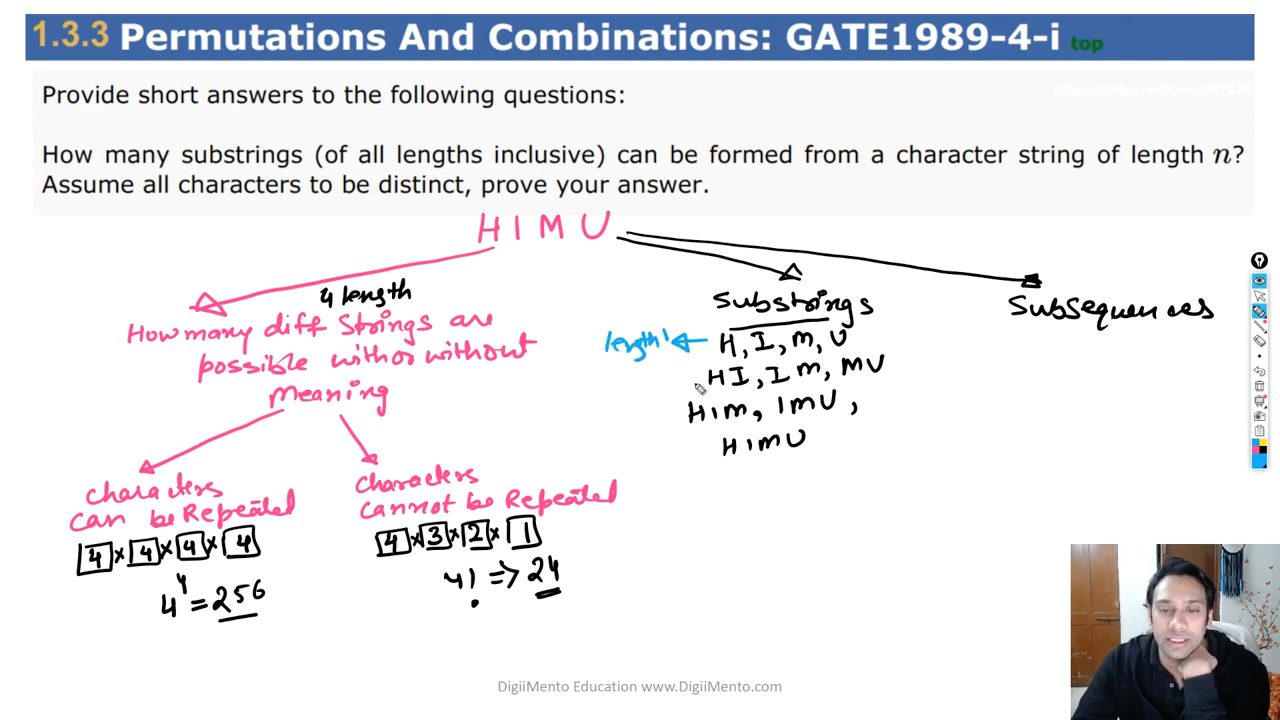 1.3.3 Permutations And Combinations: GATE1989-4-i top
Provide short answers to the following questions:
How many substrings (of all lengths inclusive) can be formed from a character string of length n?
Assume all characters to be distinct, prove your answer.
HIMU
4 length
How many diff strings are
possible with or without
Meaning
Substrings
Subsequences
length 1
H, I, M, U
HI, IM, MU
HIM, IMU,
HIMU
Characters
can be Repeated
4 × 4 × 4 × 4
4⁴ = 256
Characters
cannot be Repeated
4 × 3 × 2 × 1
4! => 24
DigiiMento Education www.DigiiMento.com